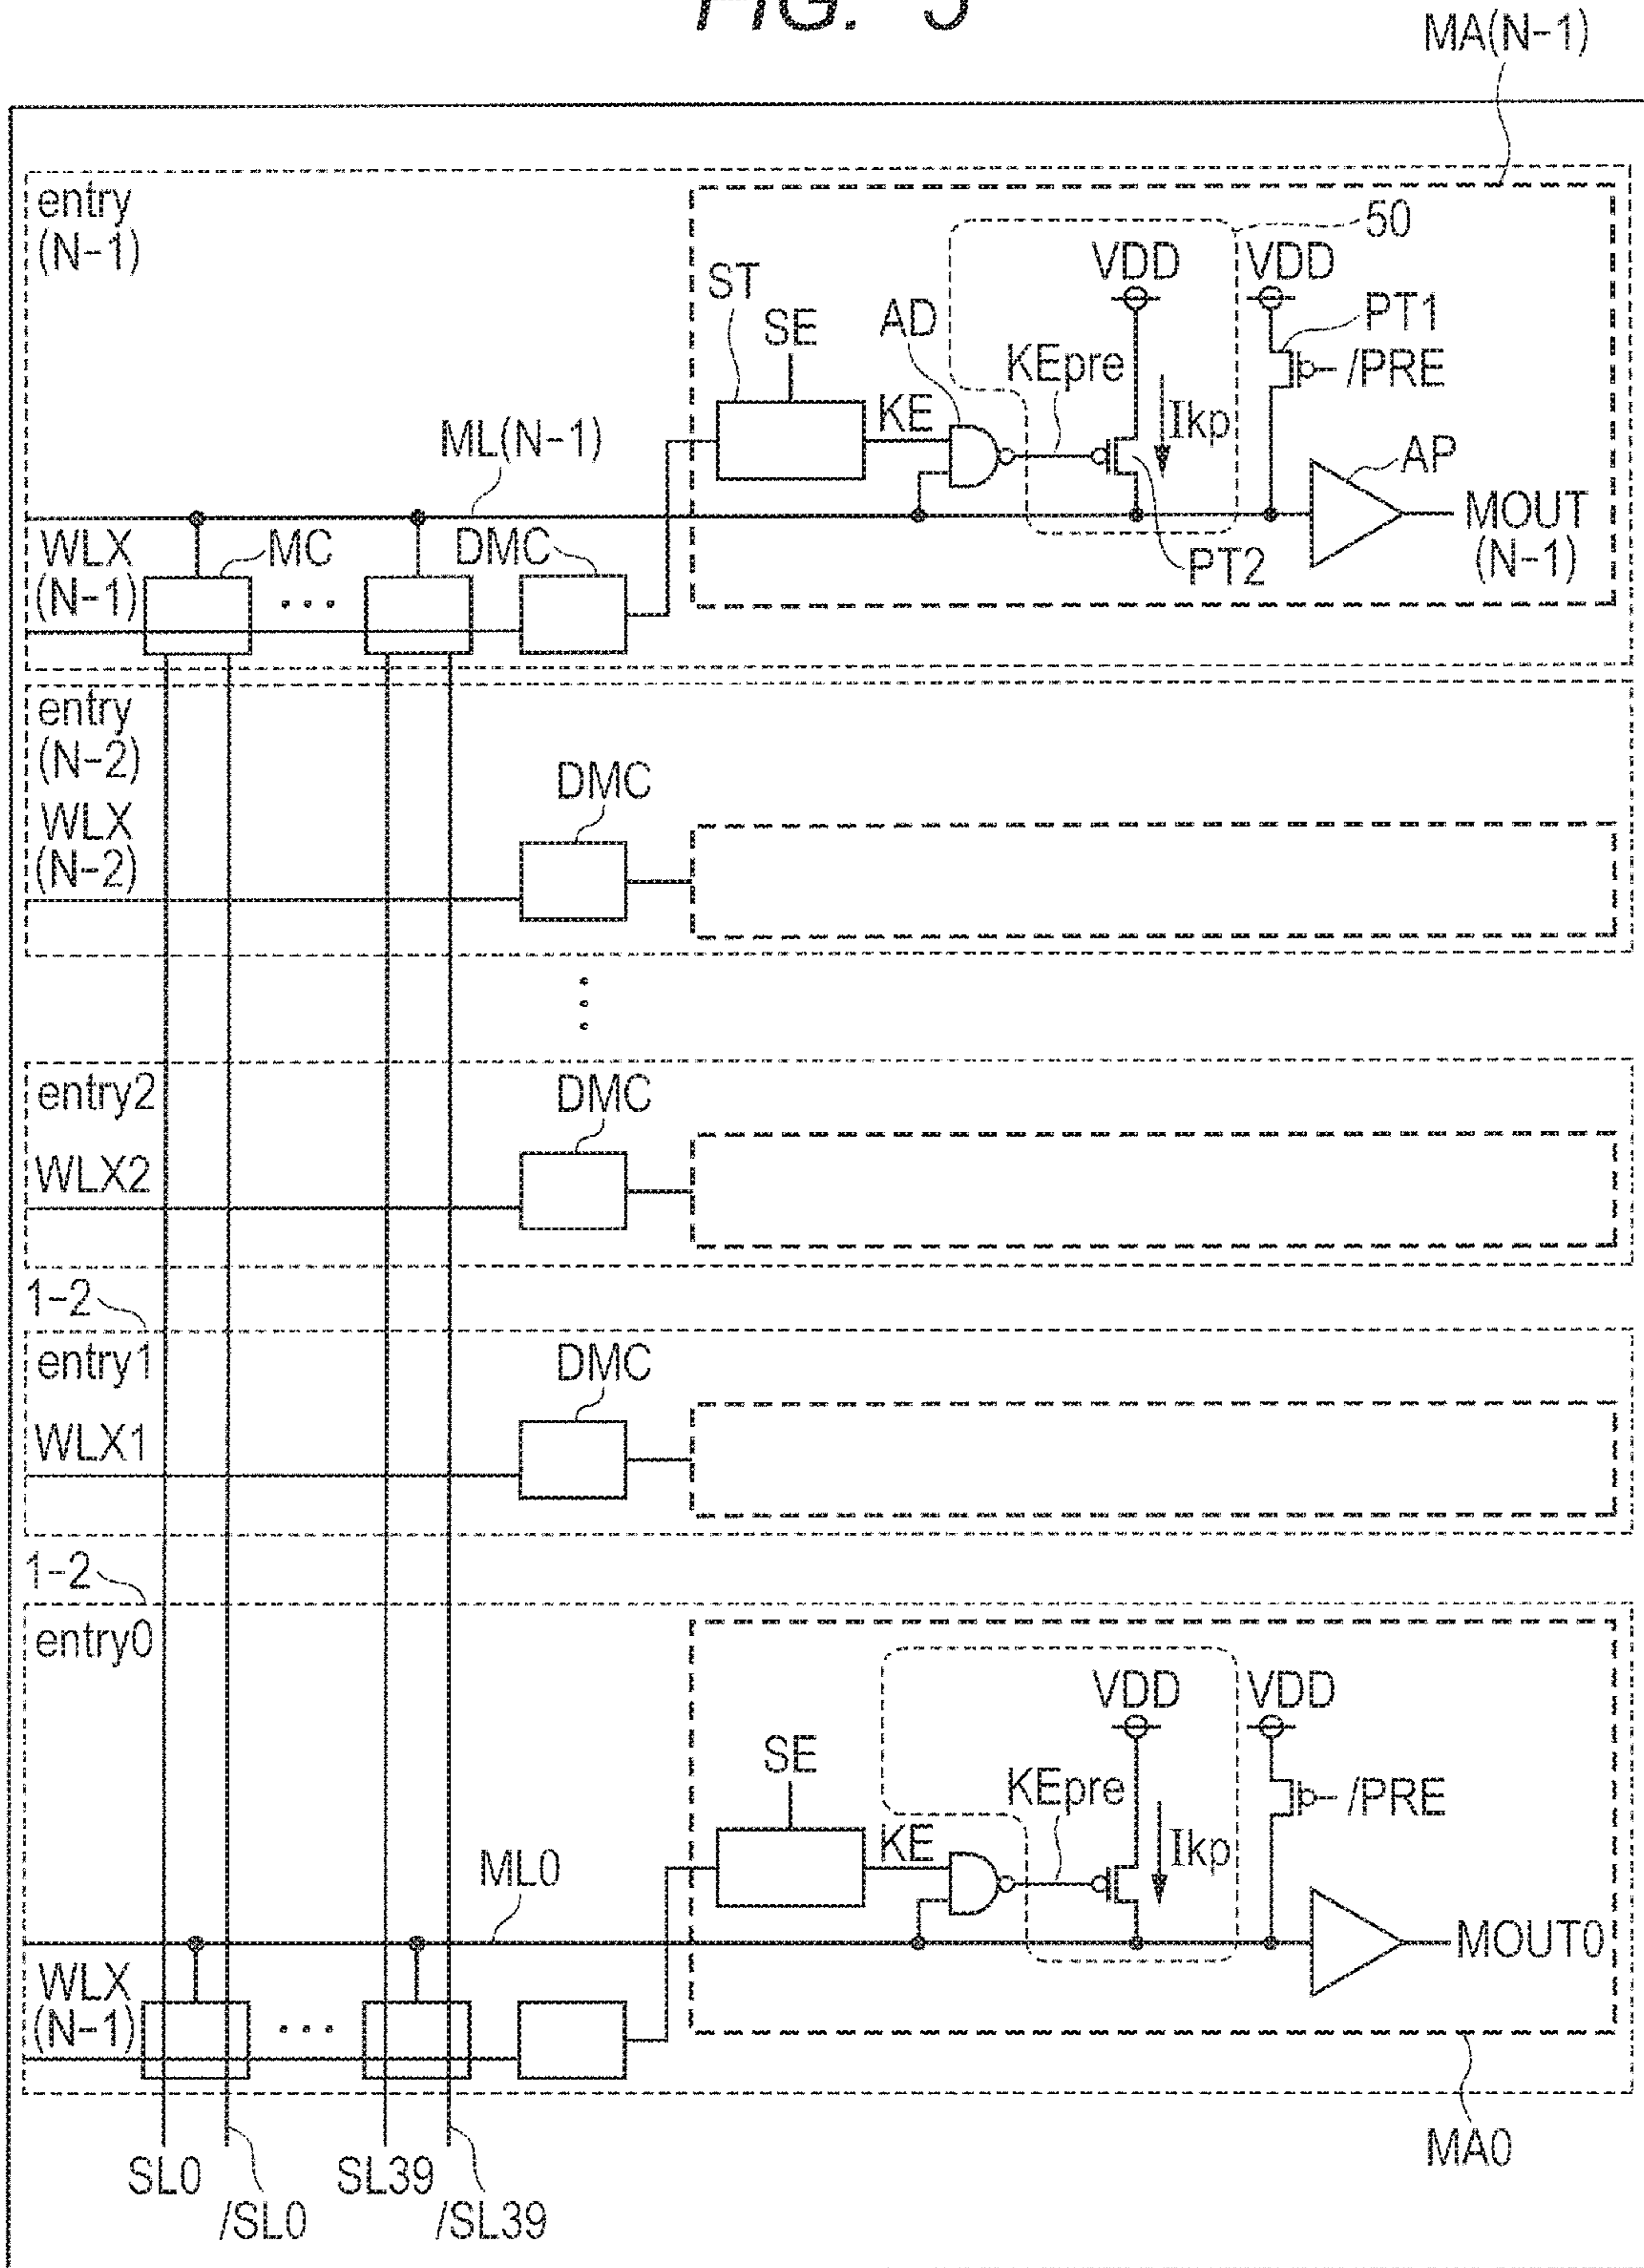 FIG. 5
MA(N-1)
entry
(N-1)
50
VDD
VDD
ST
SE
AD
PT1
KEpre
/PRE
KE
Ikp
ML(N-1)
AP
MOUT
(N-1)
WLX
(N-1)
MC
DMC
PT2
entry
(N-2)
DMC
WLX
(N-2)
entry2
DMC
WLX2
1-2
entry1
DMC
WLX1
1-2
entry0
VDD
VDD
SE
KEpre
/PRE
KE
Ikp
ML0
MOUT0
WLX
(N-1)
MA0
SL0
/SL0
SL39
/SL39